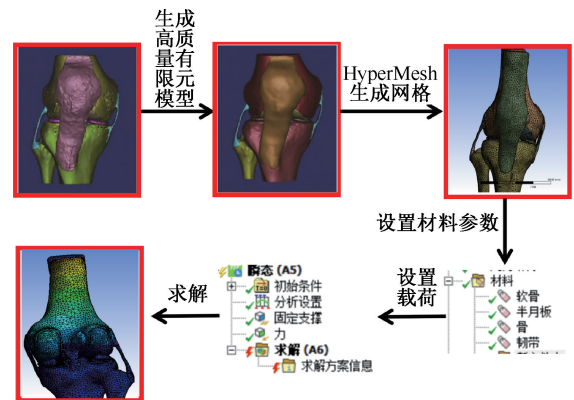 生成
高质
量有
限元
模型
HyperMesh
生成网格
设置材料参数
材料
软骨
半月板
骨
韧带
设置
载荷
瞬态 (A5)
初始条件
分析设置
固定支撑
力
求解 (A6)
求解方案信息
求解